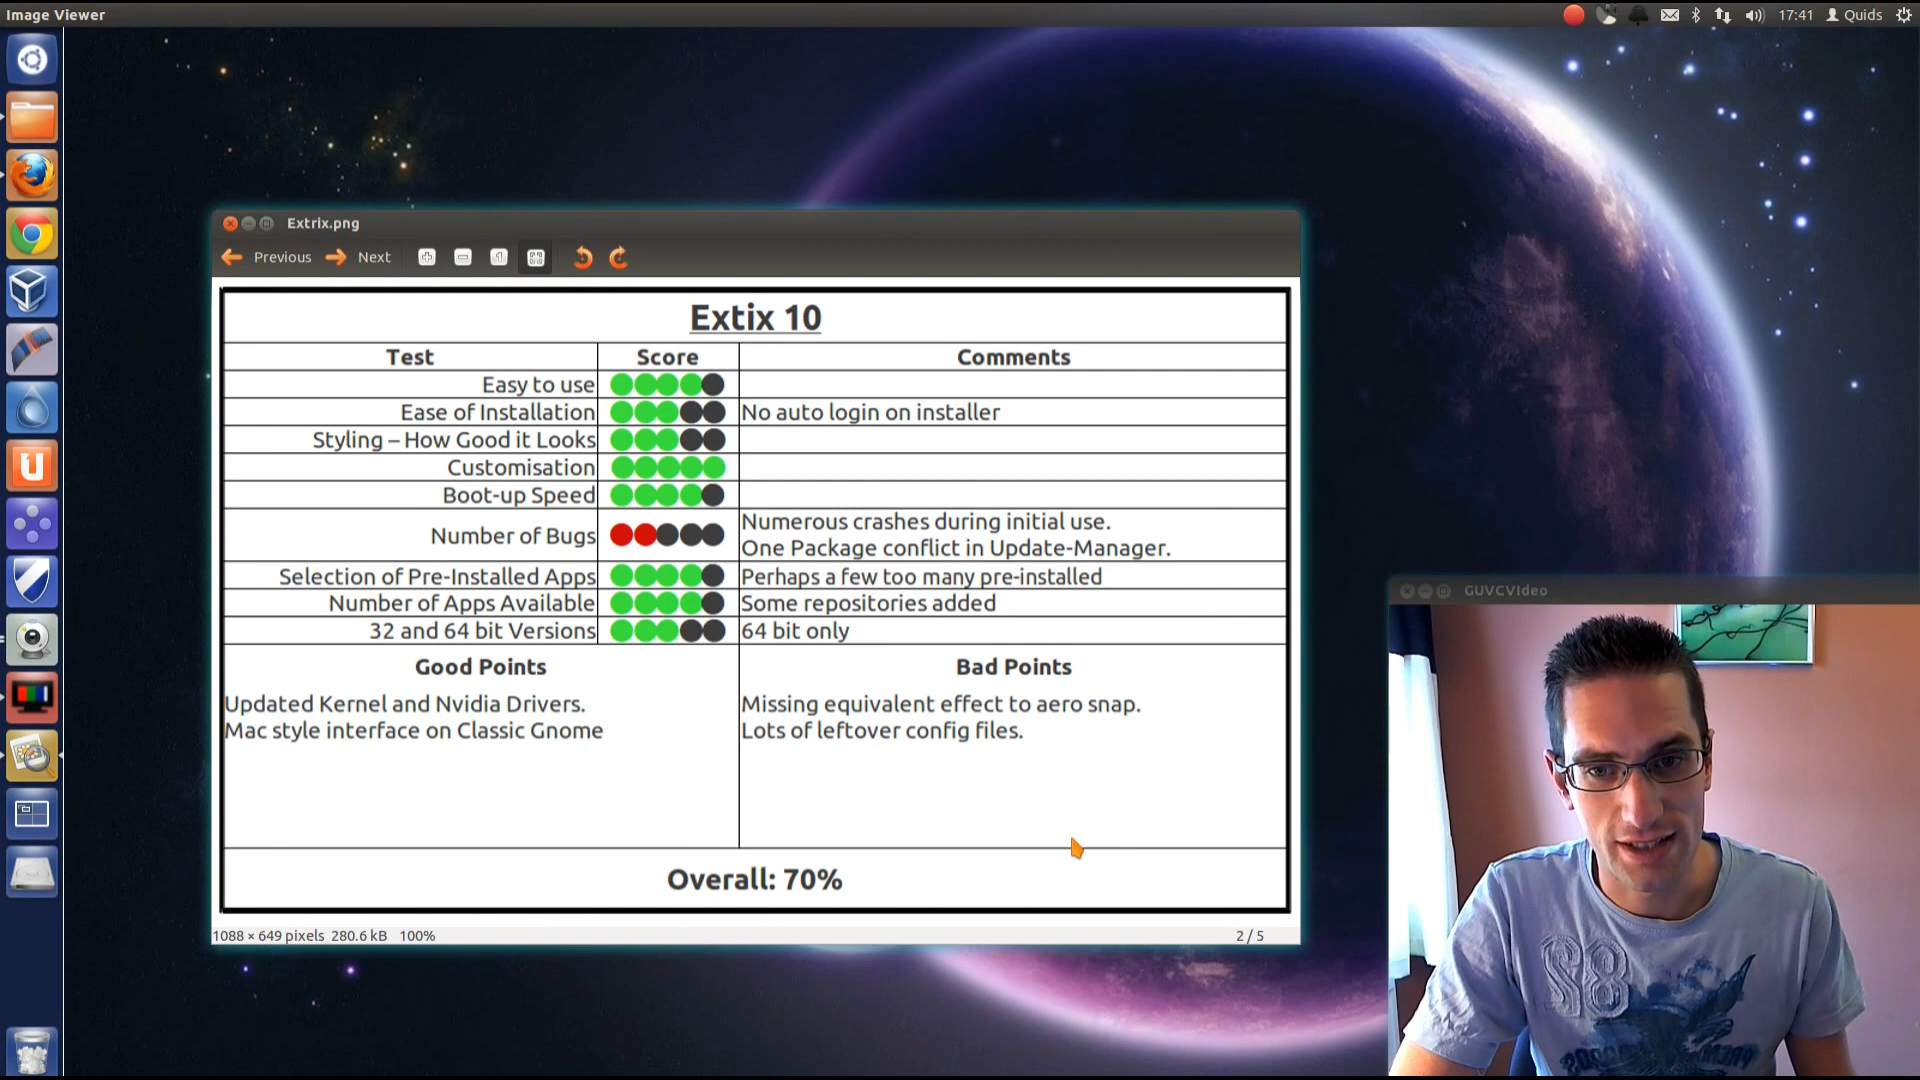 Image Viewer
17:41 Quids
Extrix.png
Previous Next
Extix 10
Test Score Comments
Easy to use
Ease of Installation No auto login on installer
Styling – How Good it Looks
Customisation
Boot-up Speed
Number of Bugs Numerous crashes during initial use.
One Package conflict in Update-Manager.
Selection of Pre-Installed Apps Perhaps a few too many pre-installed
Number of Apps Available Some repositories added
32 and 64 bit Versions 64 bit only
Good Points Bad Points
Updated Kernel and Nvidia Drivers. Missing equivalent effect to aero snap.
Mac style interface on Classic Gnome Lots of leftover config files.
Overall: 70%
1088 × 649 pixels 280.6 kB 100% 2 / 5
GUVCVIdeo